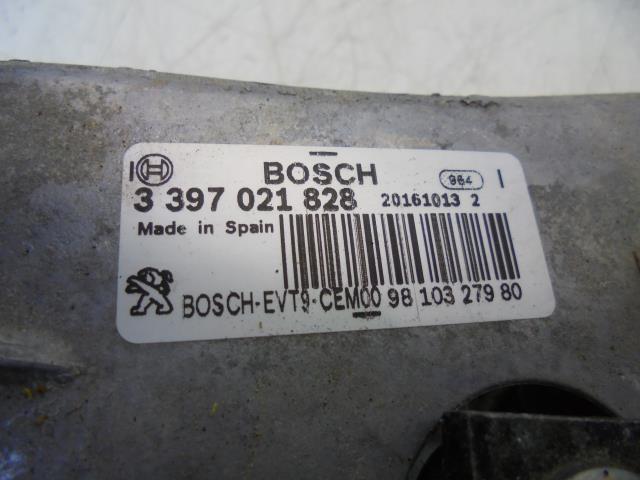 BOSCH 984
3 397 021 828 20161013 2
Made in Spain
BOSCH-EVT9-CEM00 98 103 279 80